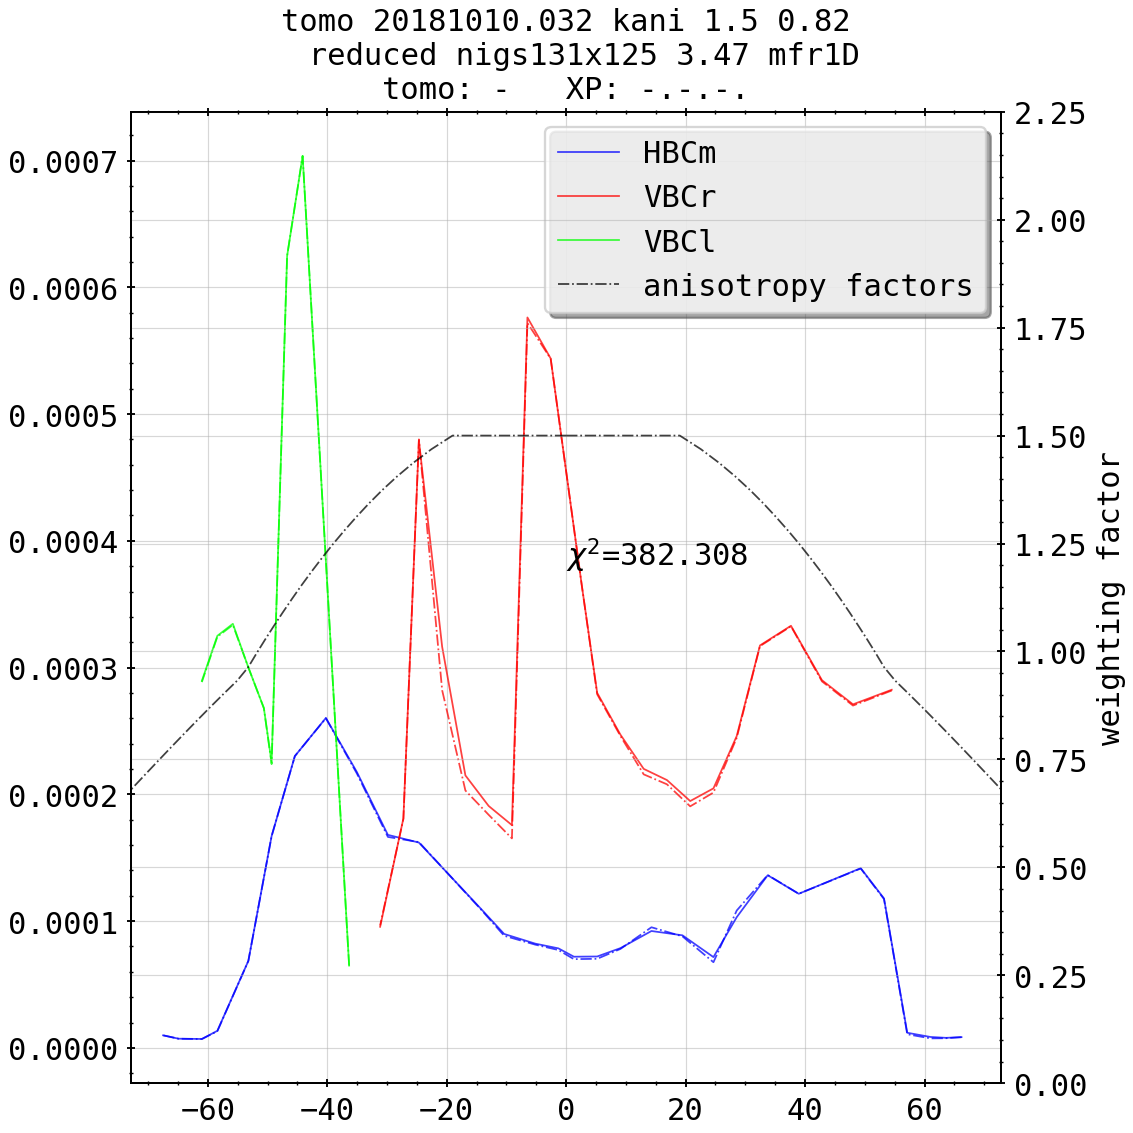 tomo 20181010.032 kani 1.5 0.82
reduced nigs131x125 3.47 mfr1D
tomo: -   XP: -.-.-.
HBCm
VBCr
VBCl
anisotropy factors
χ²=382.308
0.0007
0.0006
0.0005
0.0004
0.0003
0.0002
0.0001
0.0000
2.25
2.00
1.75
1.50
1.25
1.00
0.75
0.50
0.25
0.00
weighting factor
−60 −40 −20 0 20 40 60